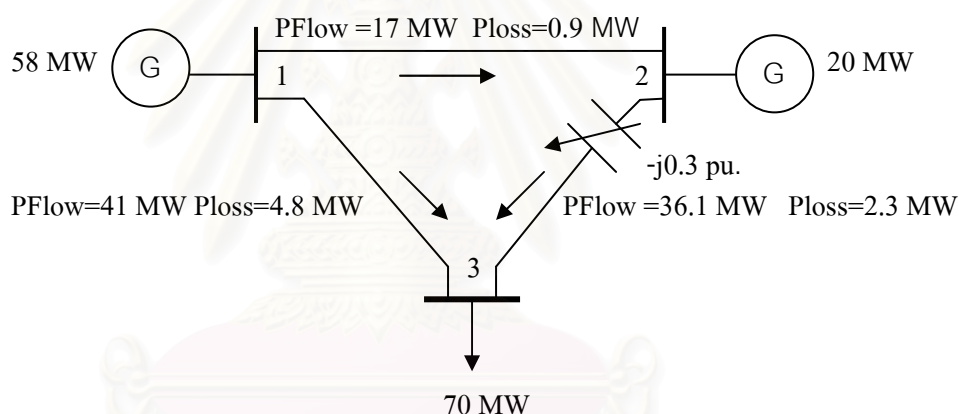 PFlow =17 MW Ploss=0.9 MW
58 MW G 1 2 G 20 MW
-j0.3 pu.
PFlow=41 MW Ploss=4.8 MW PFlow =36.1 MW Ploss=2.3 MW
3
70 MW